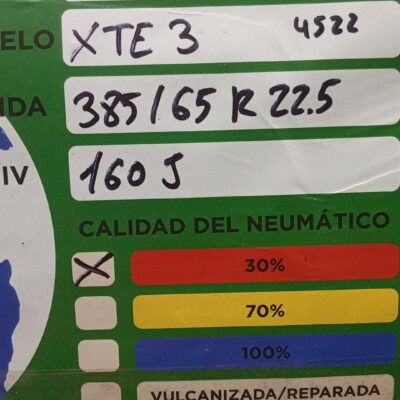 ELO XTE 3 4522
IDA 385/65 R 22.5
IV 160 J
CALIDAD DEL NEUMÁTICO
X 30%
70%
100%
VULCANIZADA/REPARADA